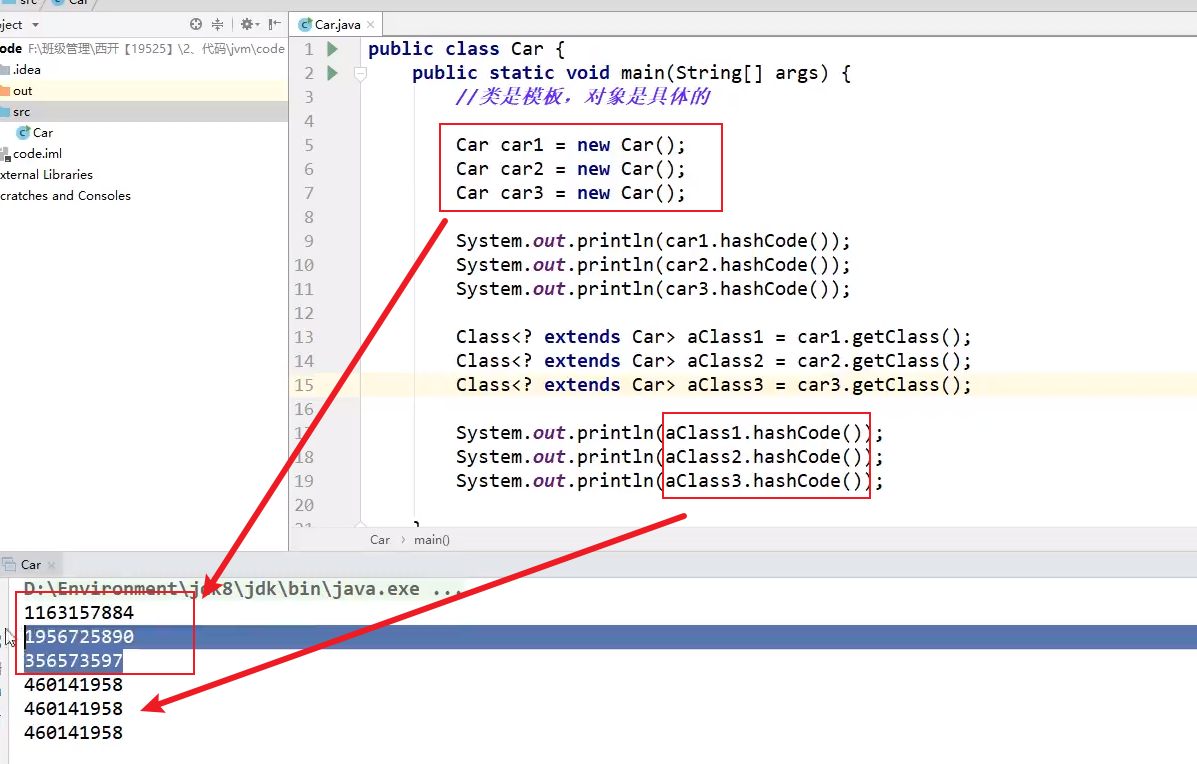 src Car
ject
Car.java
ode F:\班级管理\西开【19525】\2、代码\jvm\code
.idea
out
src
Car
code.iml
xternal Libraries
cratches and Consoles
1 public class Car {
2 public static void main(String[] args) {
3 //类是模板，对象是具体的
4
5 Car car1 = new Car();
6 Car car2 = new Car();
7 Car car3 = new Car();
8
9 System.out.println(car1.hashCode());
10 System.out.println(car2.hashCode());
11 System.out.println(car3.hashCode());
12
13 Class<? extends Car> aClass1 = car1.getClass();
14 Class<? extends Car> aClass2 = car2.getClass();
15 Class<? extends Car> aClass3 = car3.getClass();
16
17 System.out.println(aClass1.hashCode());
18 System.out.println(aClass2.hashCode());
19 System.out.println(aClass3.hashCode());
20
21 }
Car > main()
Car
D:\Environment\jdk8\jdk\bin\java.exe ...
1163157884
1956725890
356573597
460141958
460141958
460141958